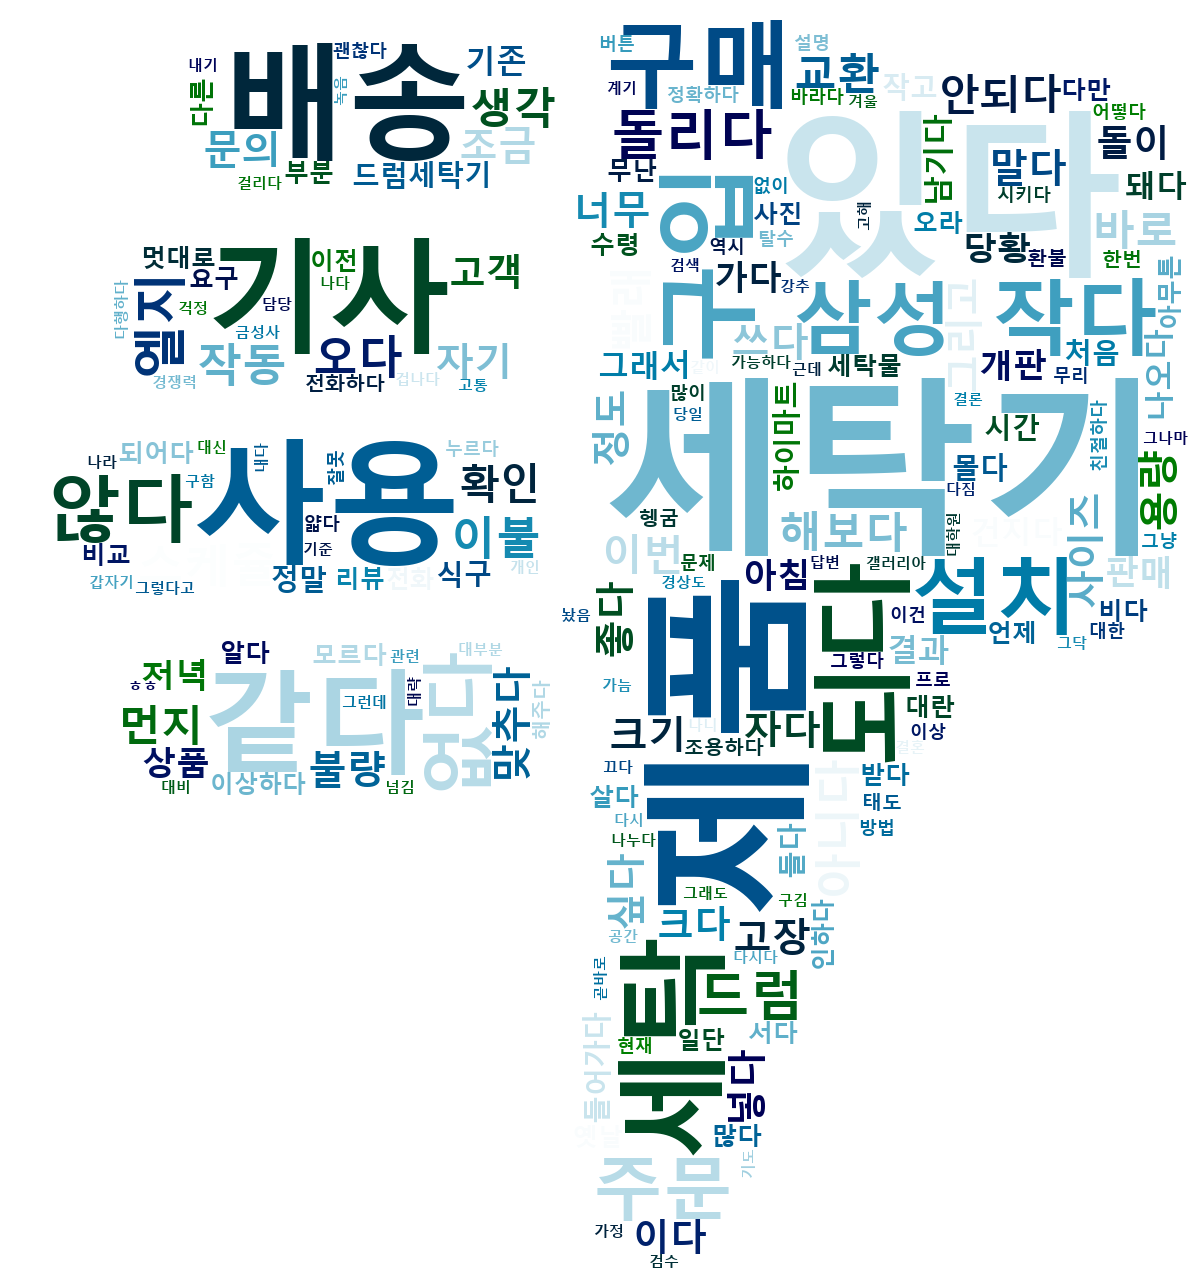 배송
괜찮다
기존
내기
녹음
다른
생각
문의
조금
부분
걸리다
드럼세탁기
멋대로
기사
이전
고객
요구
나다
엘지
다행하다
걱정
담당
금성사
작동
오다
자기
경쟁력
전화하다
겁나다
고통
되어다
대신
사용
내다
잘못
누르다
나라
구함
않다
확인
얇다
이불
비교
기준
갑자기
그렇다고
정말
리뷰
전화
식구
개인
알다
모르다
관련
대부분
저녁
ㅎㅎ
같다
그런데
대략
없다
맞추다
해주다
먼지
상품
대비
이상하다
불량
넘김
버튼
구매
설명
교환
계기
정확하다
바라다
겨울
작고
안되다
다만
어떻다
돌리다
있다
남기다
말다
돌이
무난
없이
시키다
돼다
너무
구입
사진
고해
오라
바로
수령
역시
탈수
당황
환불
한번
검색
빨래
가다
강추
삼성
그리고
작다
아무튼
쓰다
처음
나오다
그래서
가능하다
근데
세탁물
개판
무리
많이
결론
당일
정도
하이마트
세탁기
시간
친절하다
그나마
몰다
용량
다짐
헹굼
해보다
대학원
건지다
사이즈
그냥
이번
문제
아침
답변
갤러리아
판매
경상도
설치
놨음
좋다
제품
되다
이건
언제
비다
대한
그닥
그렇다
결과
가능
프로
대란
크기
자다
이상
조용하다
끄다
받다
살다
태도
다시
아니다
방법
나누다
들다
싶다
그래도
구김
크다
고장
인하다
공간
다시다
곧바로
세탁
드럼
현재
일단
서다
들어가다
넣다
많다
주문
기도
가정
이다
검수